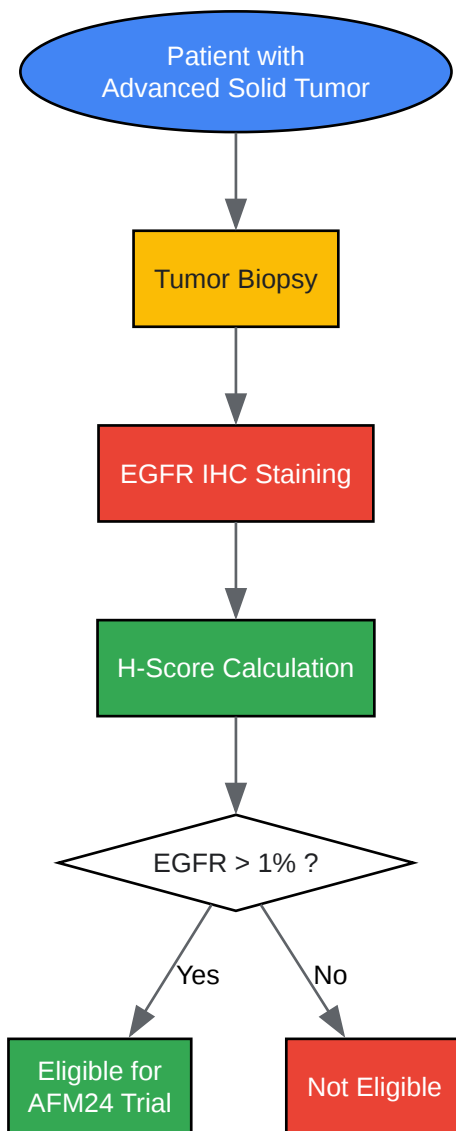 Patient with
Advanced Solid Tumor
Tumor Biopsy
EGFR IHC Staining
H-Score Calculation
EGFR > 1% ?
Yes
No
Eligible for
AFM24 Trial
Not Eligible